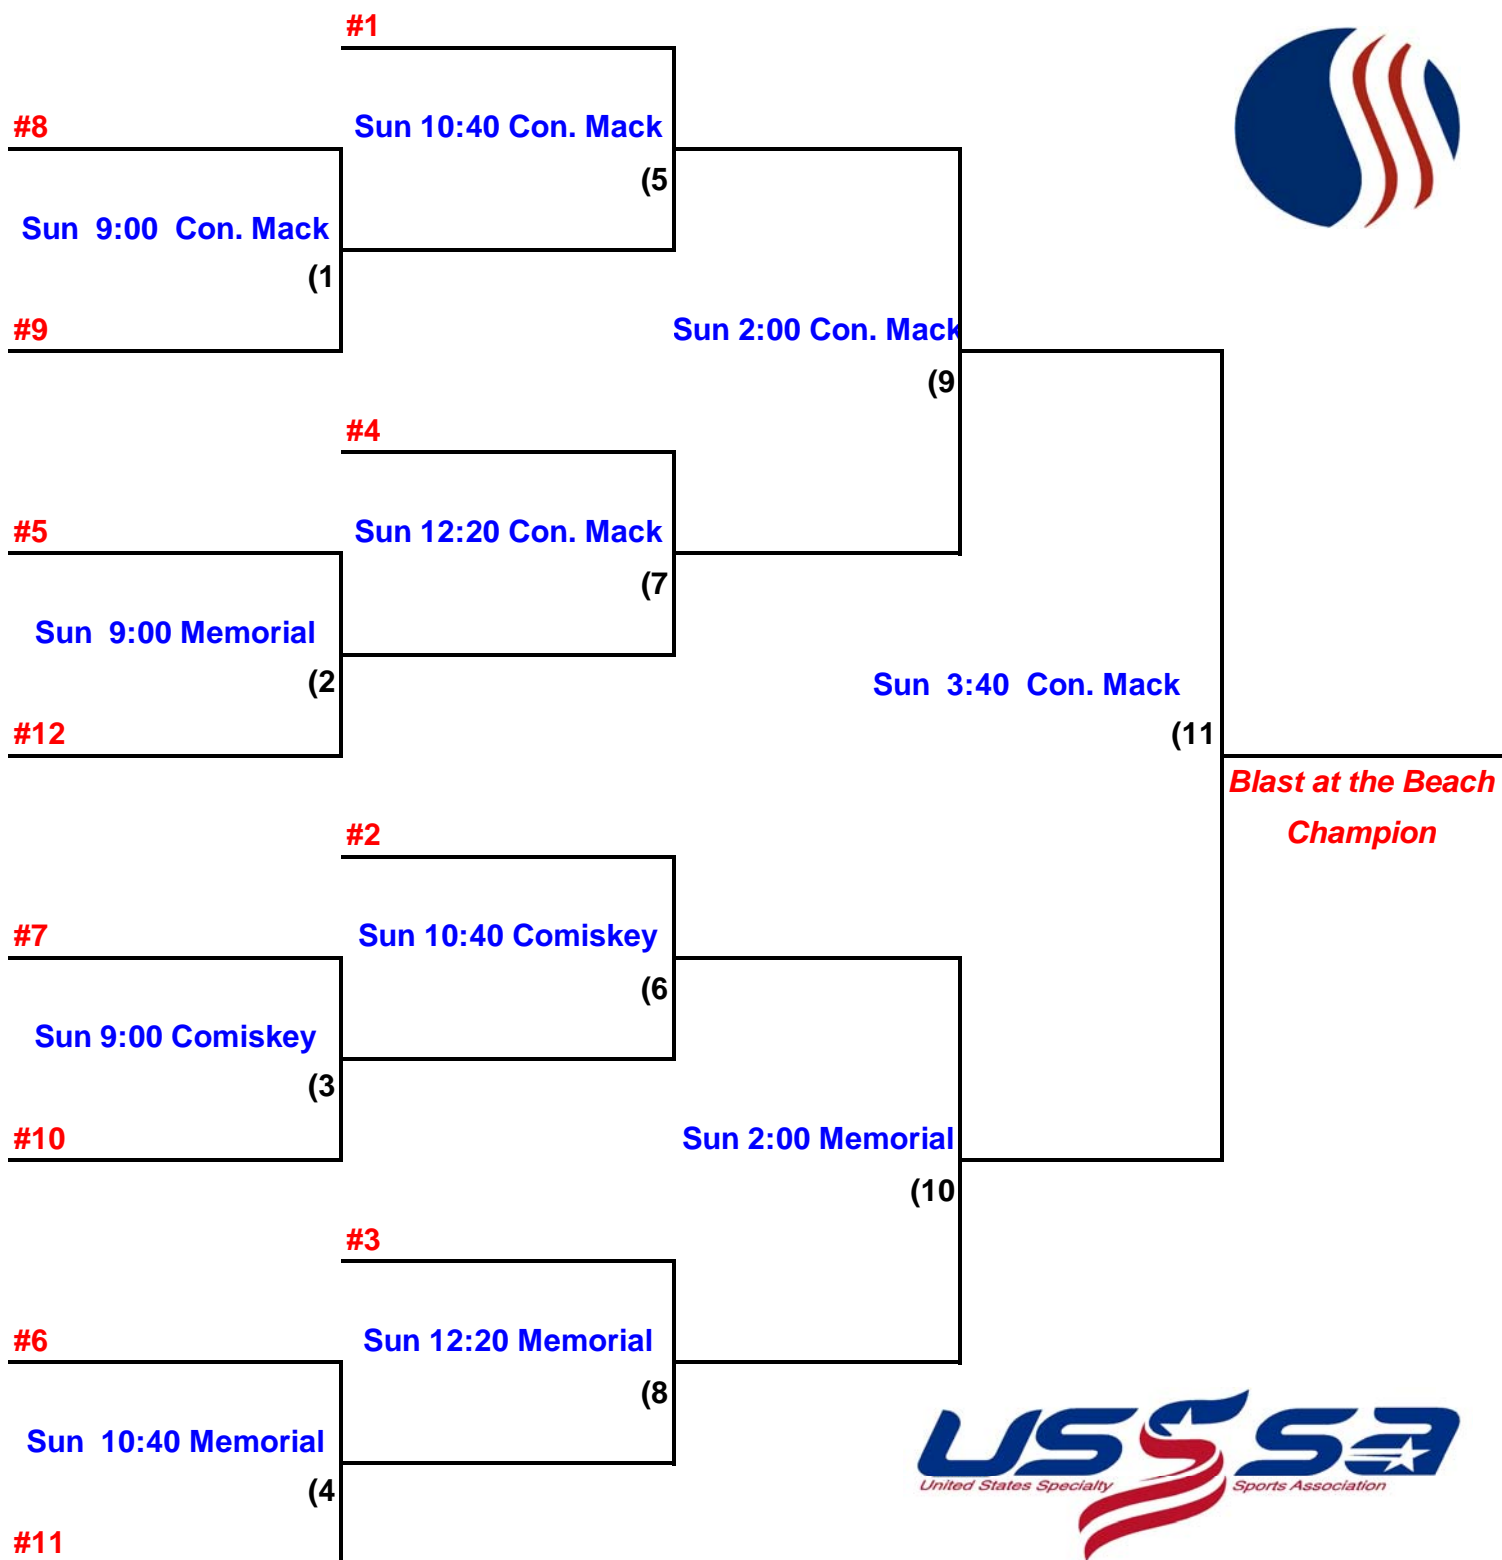 #1
#8
Sun 10:40 Con. Mack
(5
Sun  9:00  Con. Mack
(1
#9
Sun 2:00 Con. Mack
(9
#4
#5
Sun 12:20 Con. Mack
(7
Sun  9:00 Memorial
(2
Sun  3:40  Con. Mack
#12
(11
Blast at the Beach
Champion
#2
#7
Sun 10:40 Comiskey
(6
Sun 9:00 Comiskey
(3
#10
Sun 2:00 Memorial
(10
#3
#6
Sun 12:20 Memorial
(8
Sun  10:40 Memorial
(4
#11
USSSA
United States Specialty Sports Association